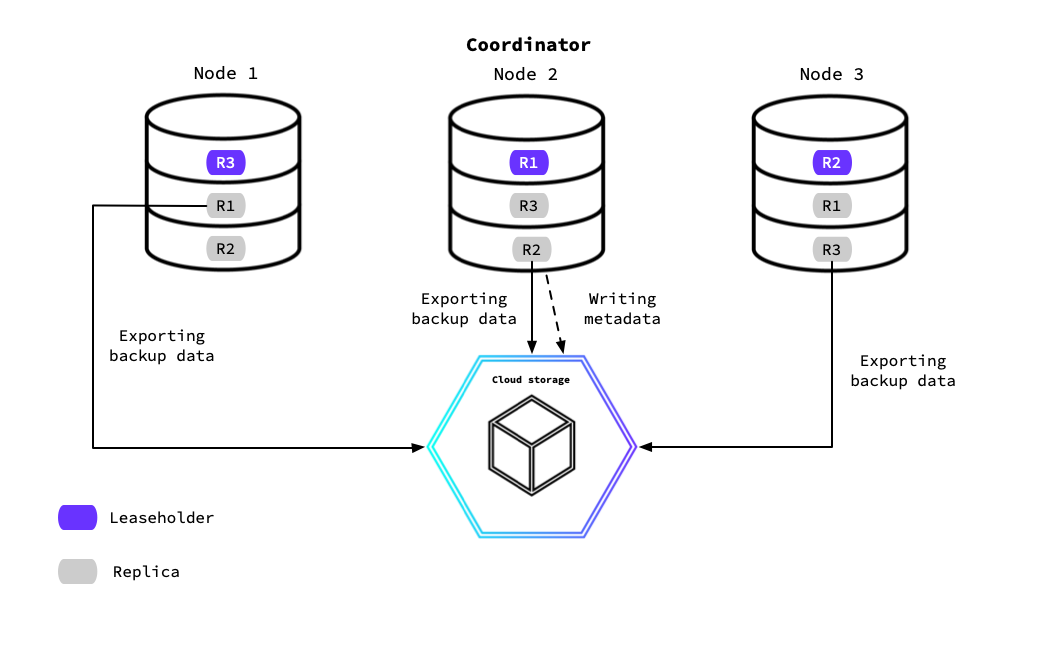 Coordinator
Node 1
Node 2
Node 3
R3
R1
R2
R1
R3
R2
R2
R1
R3
Exporting
backup data
Exporting
backup data
Writing
metadata
Exporting
backup data
Cloud storage
Leaseholder
Replica